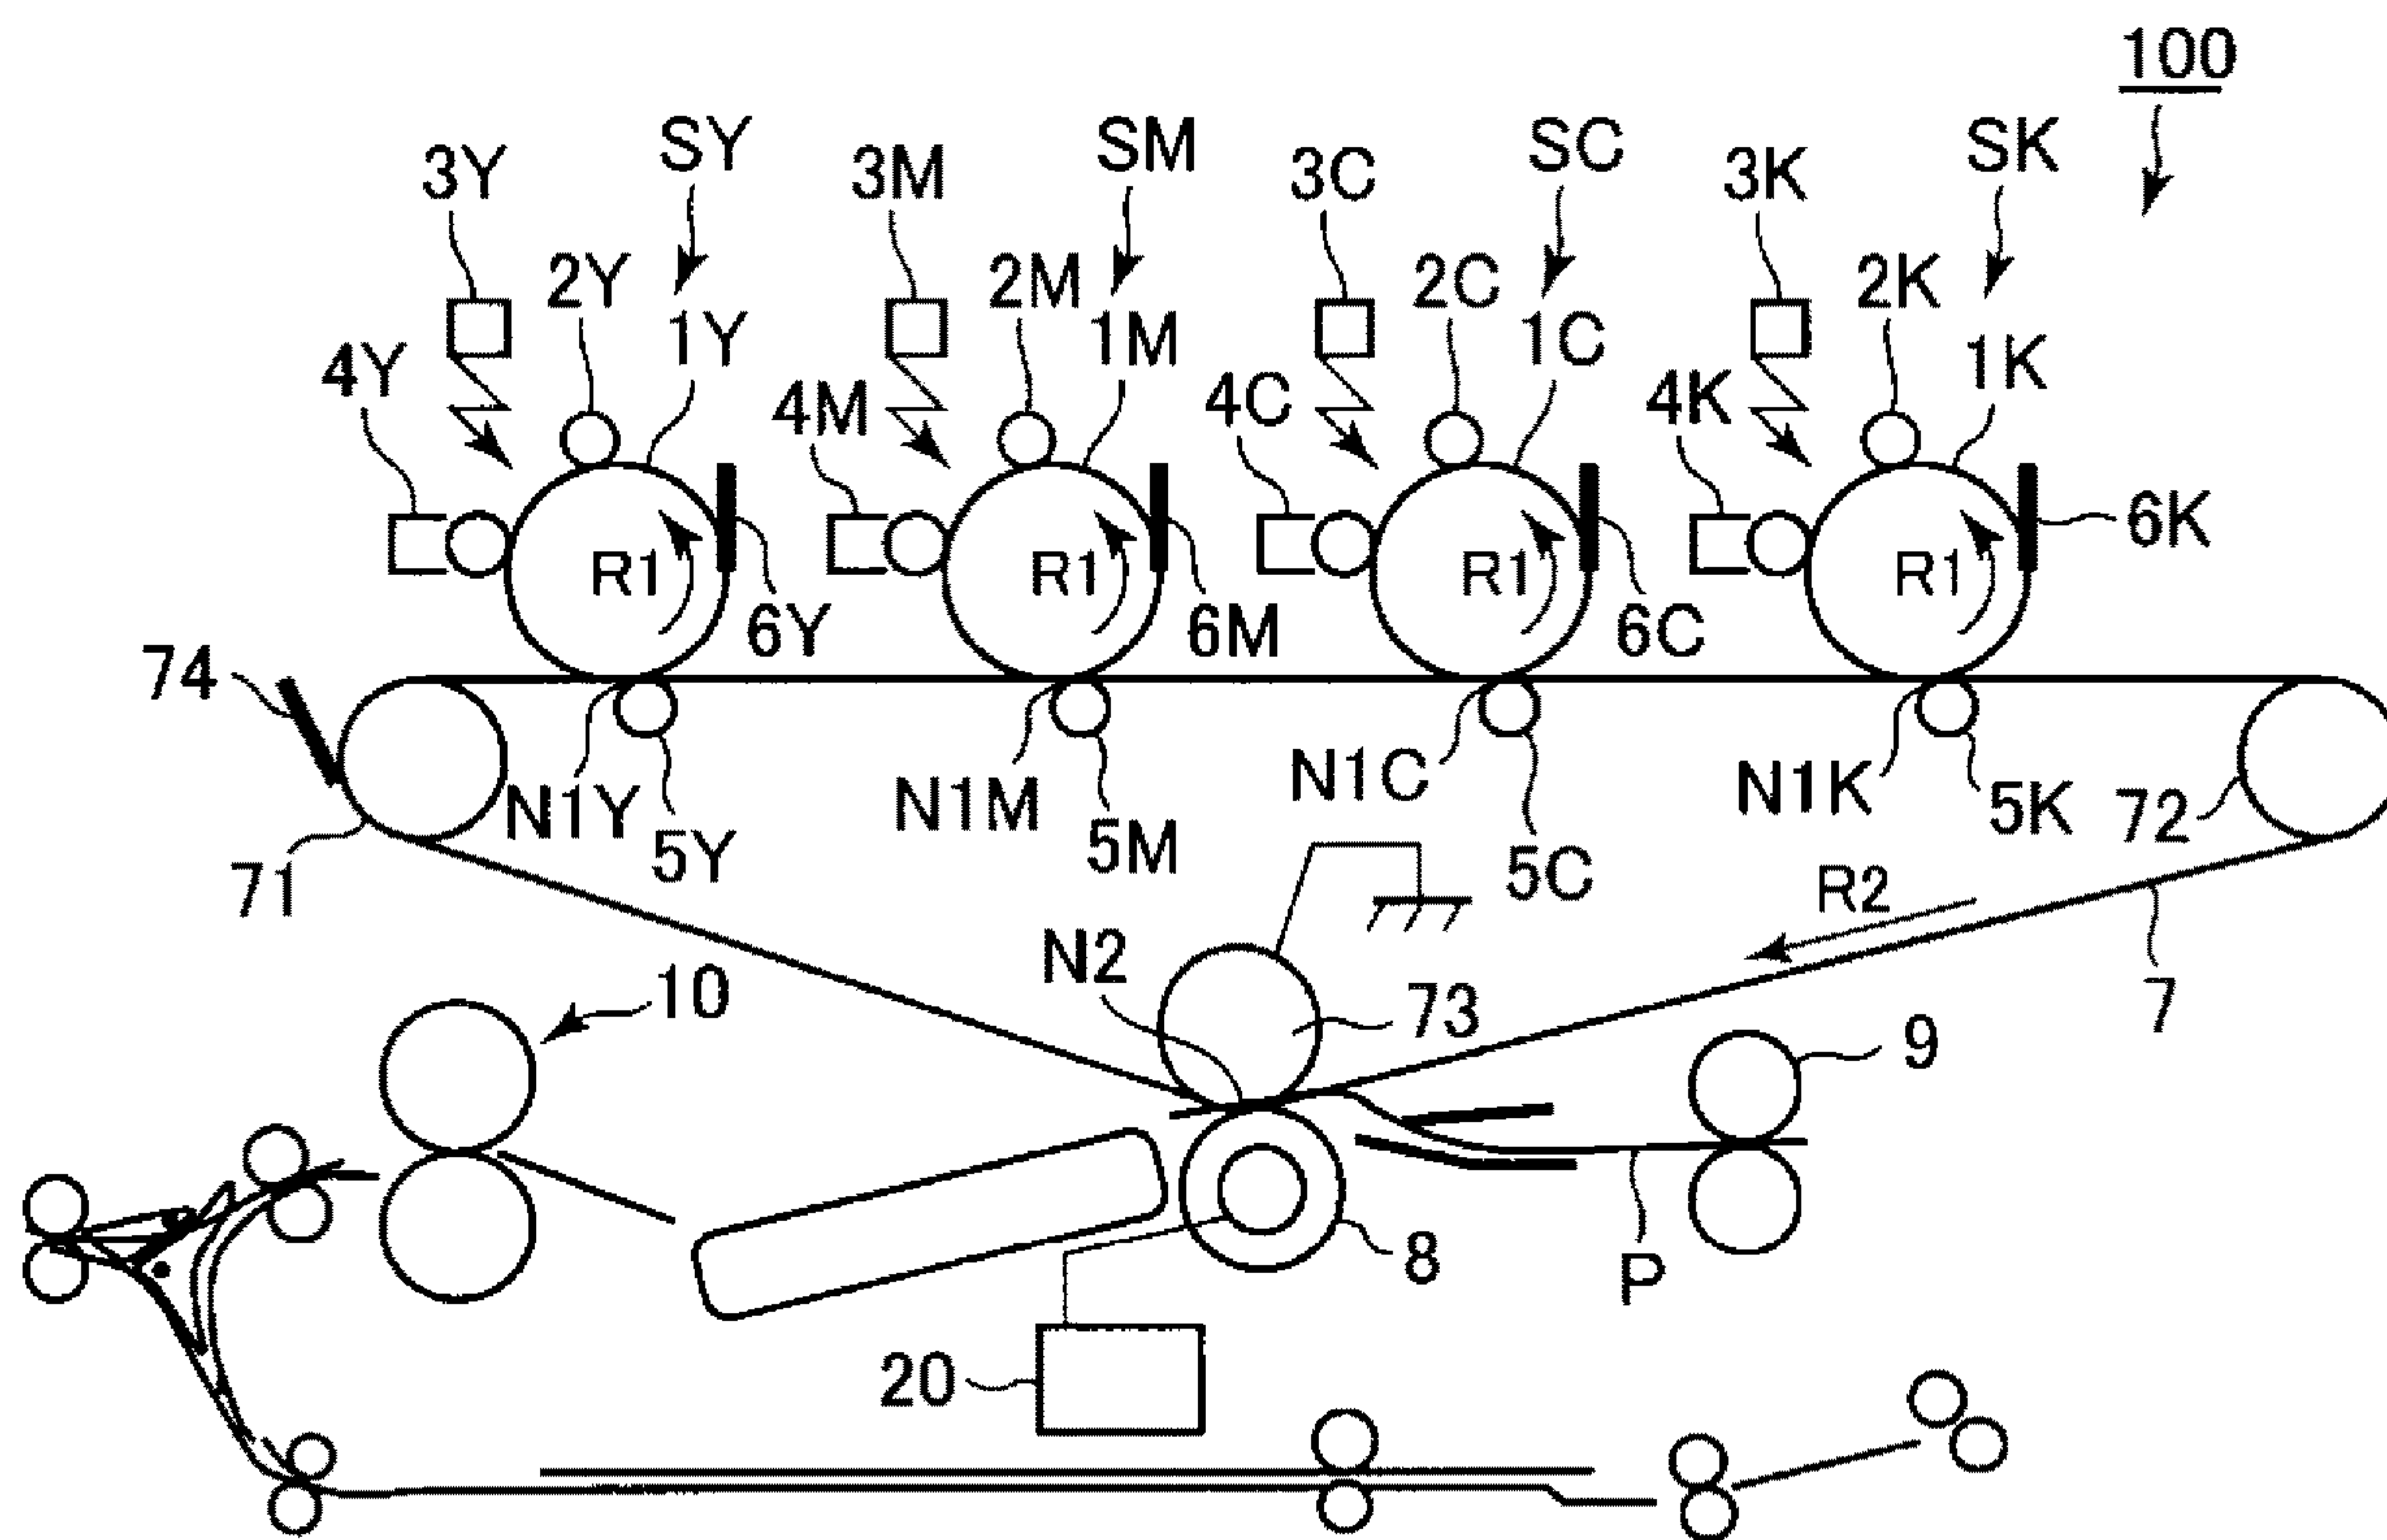 100
SY SM SC SK
3Y 3M 3C 3K
2Y 2M 2C 2K
1Y 1M 1C 1K
4Y 4M 4C 4K
6K
R1 R1 R1 R1
6Y 6M 6C
74
N1Y N1M N1C N1K
5Y 5M 5C 5K 72
71
R2
N2
10 73 7
9
8 P
20